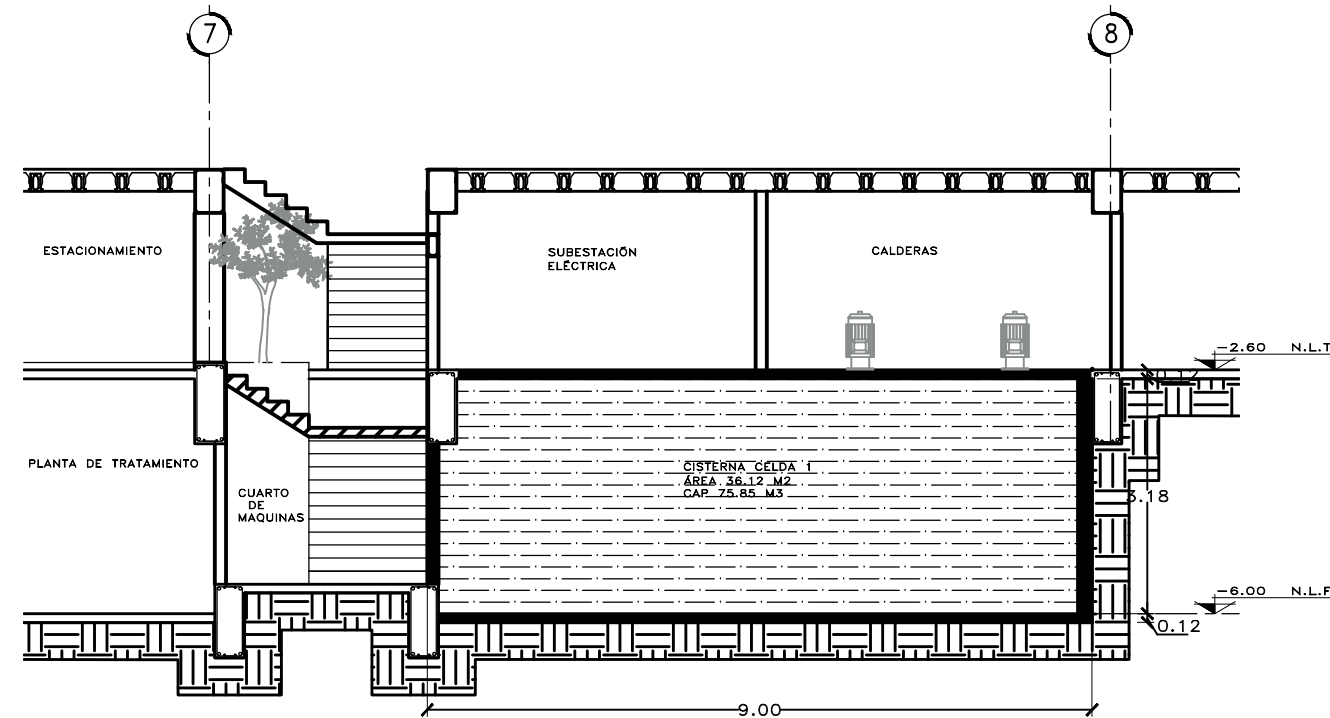 7
8
ESTACIONAMIENTO
SUBESTACIÓN
ELÉCTRICA
CALDERAS
-2.60 N.L.T
0.12
PLANTA DE TRATAMIENTO
CISTERNA CELDA 1
ÁREA 36.12 M2
CAP 75.85 M3
CUARTO
DE
MAQUINAS
3.18
-6.00 N.L.F
0.12
9.00